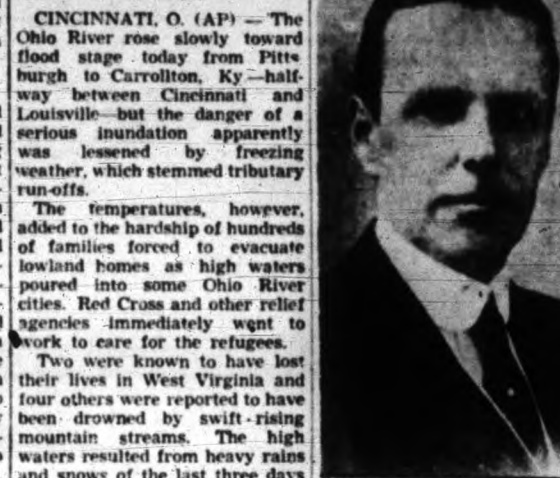 CINCINNATI, O. (AP) — The
Ohio River rose slowly toward
flood stage today from Pitts-
burgh to Carrollton, Ky—half-
way between Cincinnati and
Louisville—but the danger of a
serious inundation apparently
was lessened by freezing
weather, which stemmed tributary
run-offs.
The temperatures, however,
added to the hardship of hundreds
of families forced to evacuate
lowland homes as high waters
poured into some Ohio River
cities. Red Cross and other relief
agencies immediately went to
work to care for the refugees.
Two were known to have lost
their lives in West Virginia and
four others were reported to have
been drowned by swift-rising
mountain streams. The high
waters resulted from heavy rains
and snows of the last three days